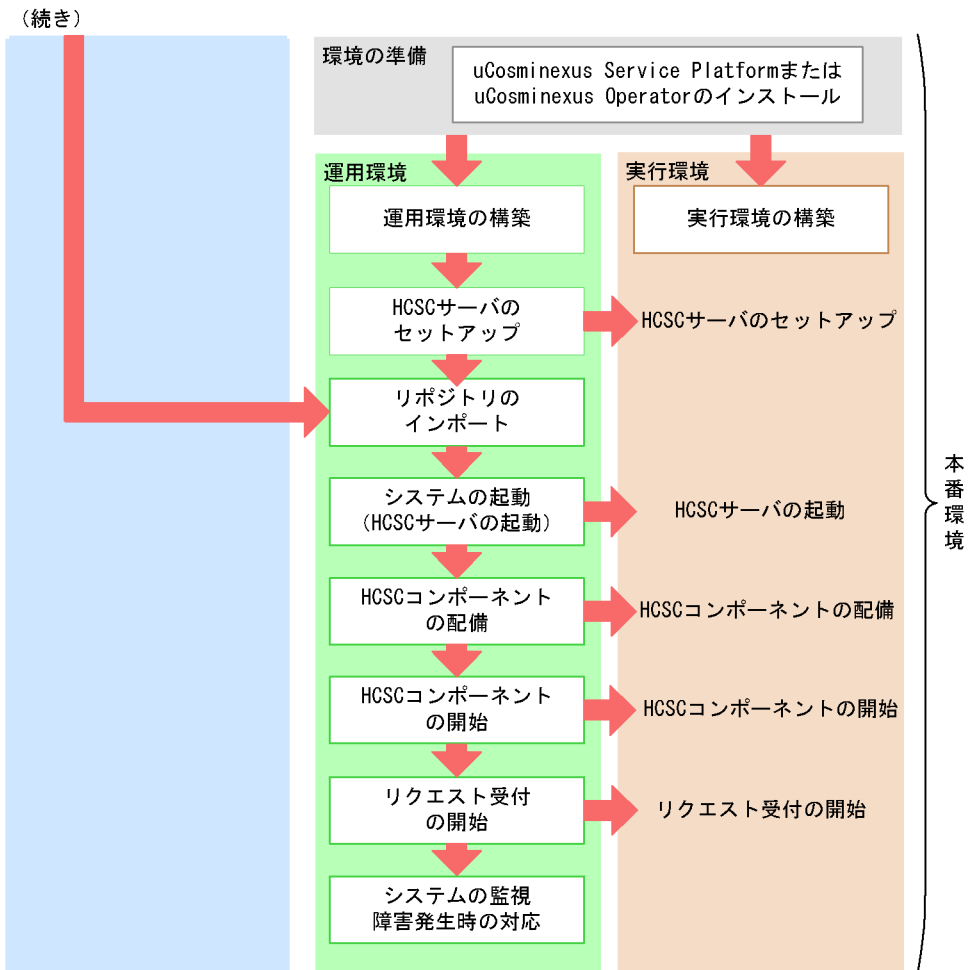 （続き）
環境の準備
uCosminexus Service Platformまたは
uCosminexus Operatorのインストール
運用環境
実行環境
運用環境の構築
実行環境の構築
HCSCサーバの
セットアップ
HCSCサーバのセットアップ
リポジトリの
インポート
システムの起動
（HCSCサーバの起動）
HCSCサーバの起動
HCSCコンポーネント
の配備
HCSCコンポーネントの配備
HCSCコンポーネント
の開始
HCSCコンポーネントの開始
リクエスト受付
の開始
リクエスト受付の開始
システムの監視
障害発生時の対応
本番環境